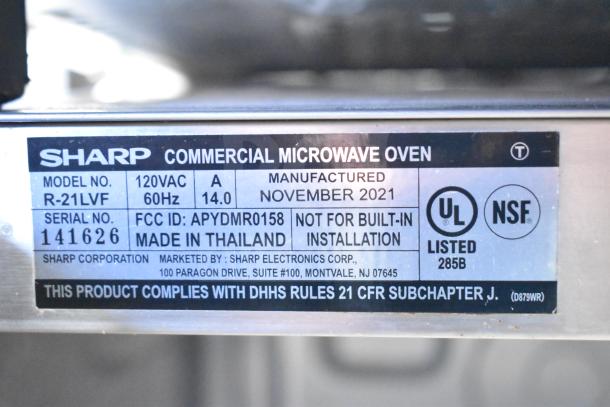 SHARP COMMERCIAL MICROWAVE OVEN T
MODEL NO. R-21LVF
120VAC 60Hz
A 14.0
MANUFACTURED NOVEMBER 2021
SERIAL NO. 141626
FCC ID: APYDMR0158
MADE IN THAILAND
NOT FOR BUILT-IN INSTALLATION
UL
LISTED
285B
NSF
SHARP CORPORATION MARKETED BY : SHARP ELECTRONICS CORP.,
100 PARAGON DRIVE, SUITE #100, MONTVALE, NJ 07645
THIS PRODUCT COMPLIES WITH DHHS RULES 21 CFR SUBCHAPTER J. (D879WR)